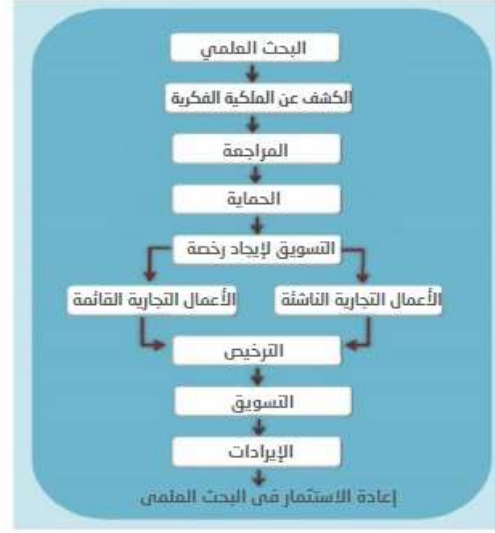 البحث العلمي
الكشف عن الملكية الفكرية
المراجعة
الحماية
التسويق لإيجاد رخصة
الأعمال التجارية الناشئة
الأعمال التجارية القائمة
الترخيص
التسويق
الإيرادات
إعادة الاستثمار في البحث العلمي